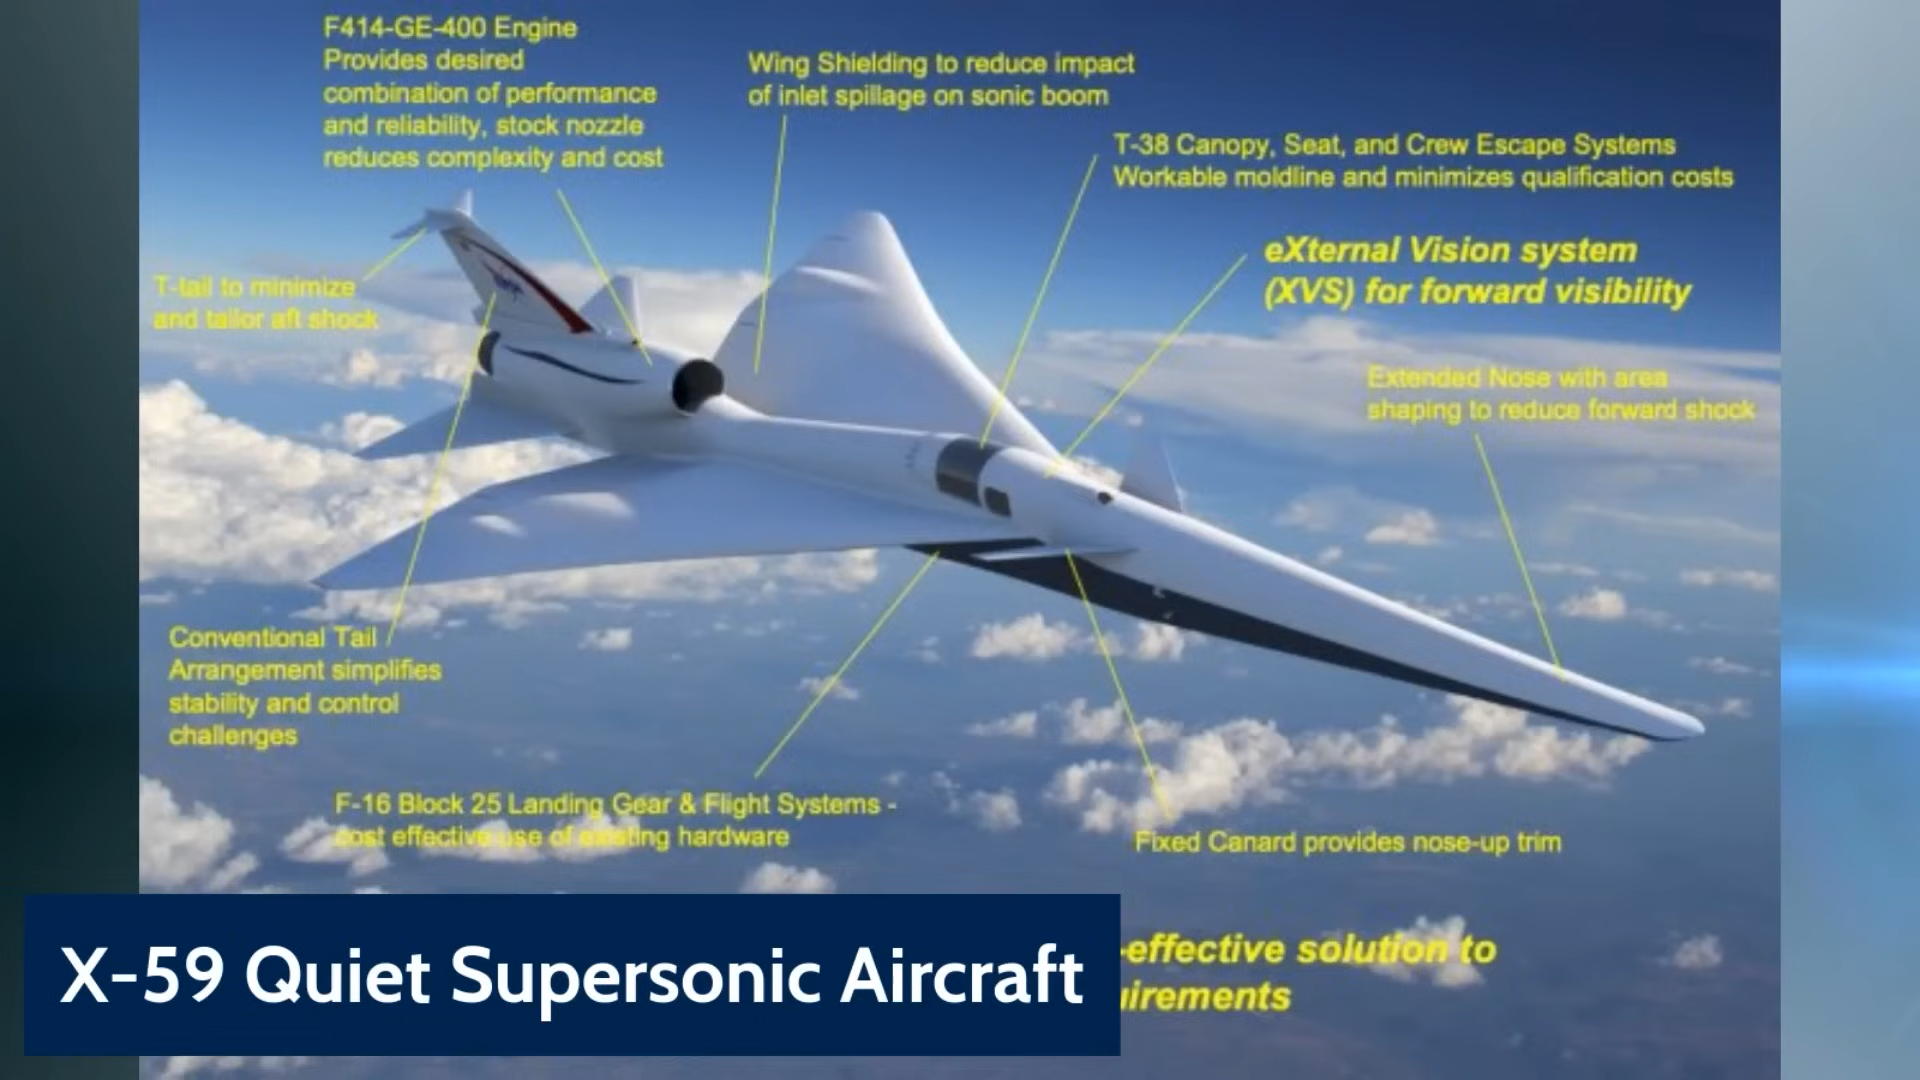 F414-GE-400 Engine
Provides desired
combination of performance
and reliability, stock nozzle
reduces complexity and cost
Wing Shielding to reduce impact
of inlet spillage on sonic boom
T-38 Canopy, Seat, and Crew Escape Systems
Workable moldline and minimizes qualification costs
eXternal Vision system
(XVS) for forward visibility
T-tail to minimize
and tailor aft shock
Extended Nose with area
shaping to reduce forward shock
Conventional Tail
Arrangement simplifies
stability and control
challenges
F-16 Block 25 Landing Gear & Flight Systems -
cost effective use of existing hardware
Fixed Canard provides nose-up trim
-effective solution to
X-59 Quiet Supersonic Aircraft